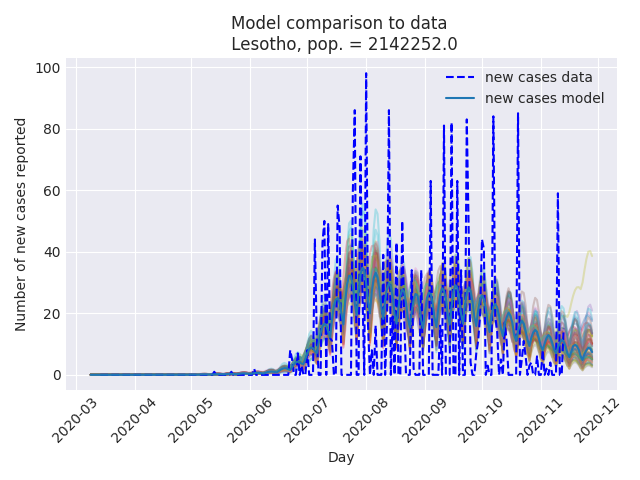 Model comparison to data
Lesotho, pop. = 2142252.0
Number of new cases reported
100
80
60
40
20
0
new cases data
new cases model
2020-03
2020-04
2020-05
2020-06
2020-07
2020-08
2020-09
2020-10
2020-11
2020-12
Day